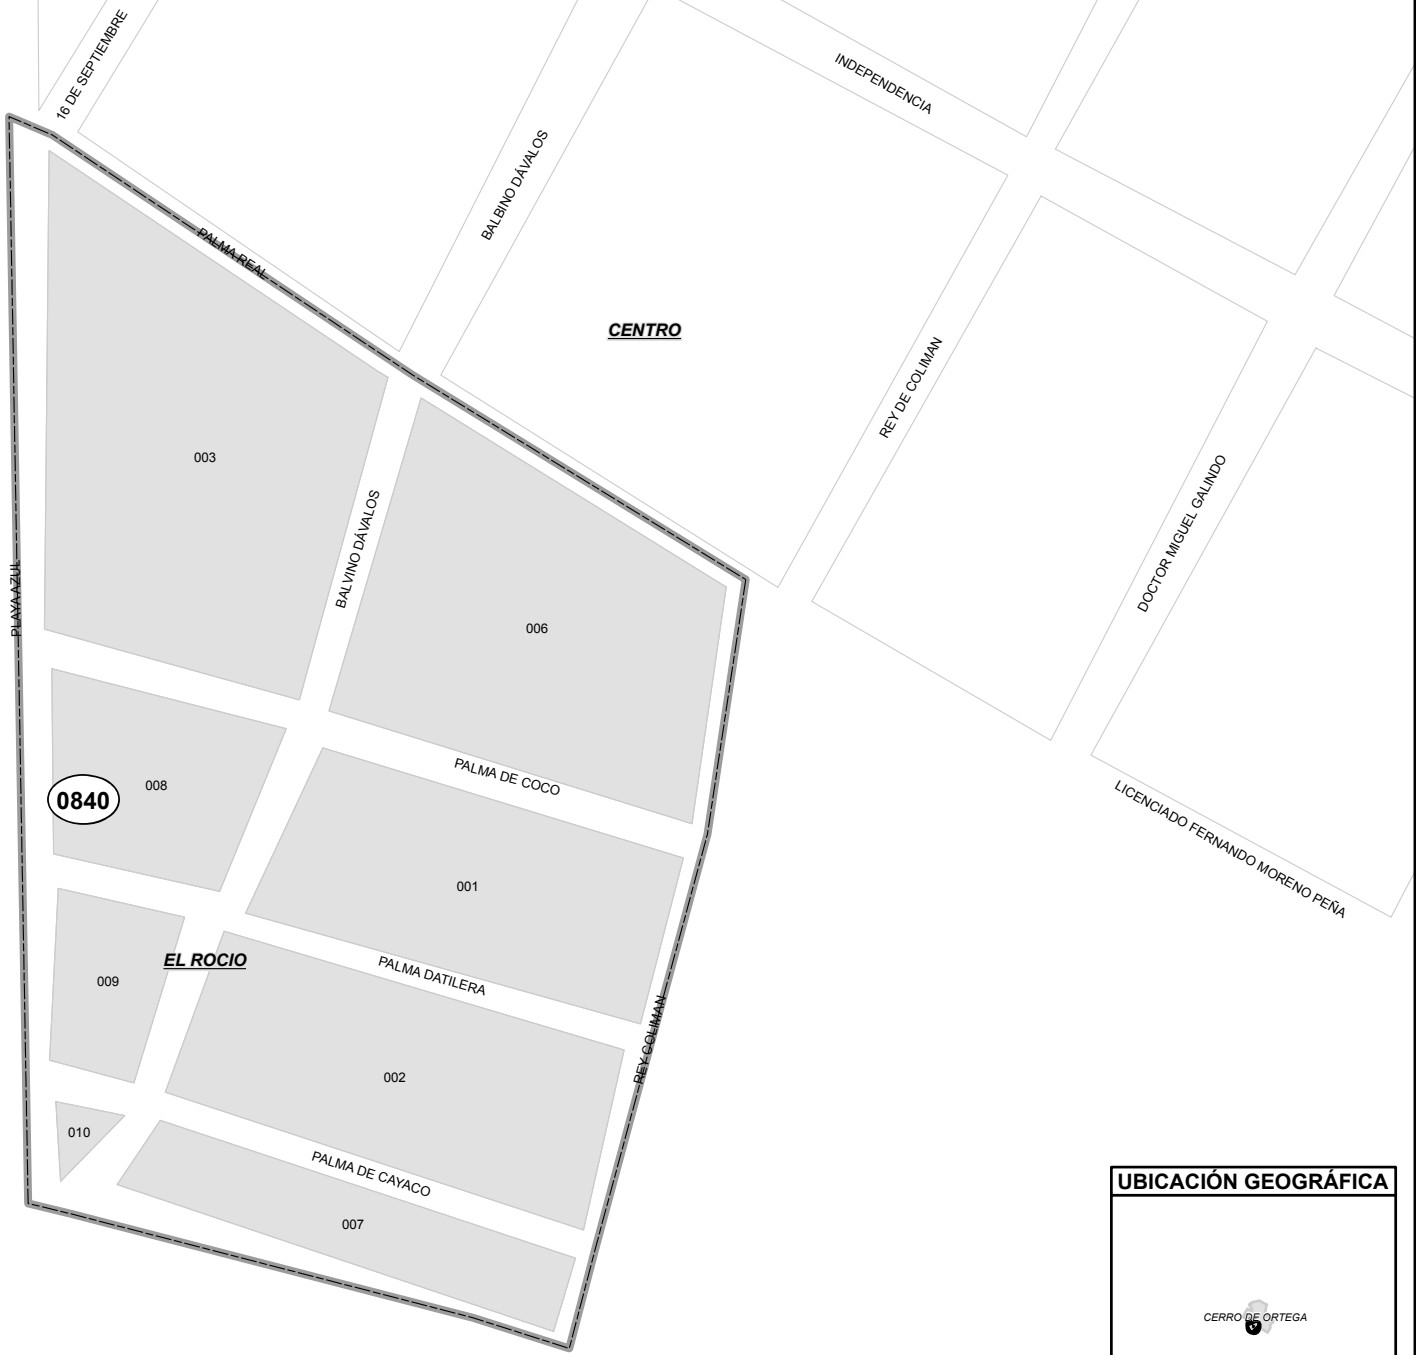 16 DE SEPTIEMBRE
INDEPENDENCIA
BALBINO DÁVALOS
PALMA REAL
CENTRO
REY DE COLIMAN
003
BALVINO DÁVALOS
DOCTOR MIGUEL GALINDO
PLAYA AZUL
006
PALMA DE COCO
008
0840
LICENCIADO FERNANDO MORENO PEÑA
001
EL ROCIO
PALMA DATILERA
009
REY COLIMAN
002
010
PALMA DE CAYACO
007
UBICACIÓN GEOGRÁFICA
CERRO DE ORTEGA